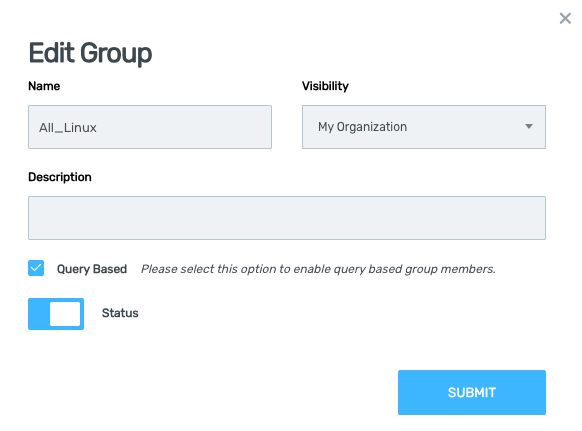 Edit Group
Name
Visibility
All_Linux
My Organization
Description
Query Based Please select this option to enable query based group members.
Status
SUBMIT